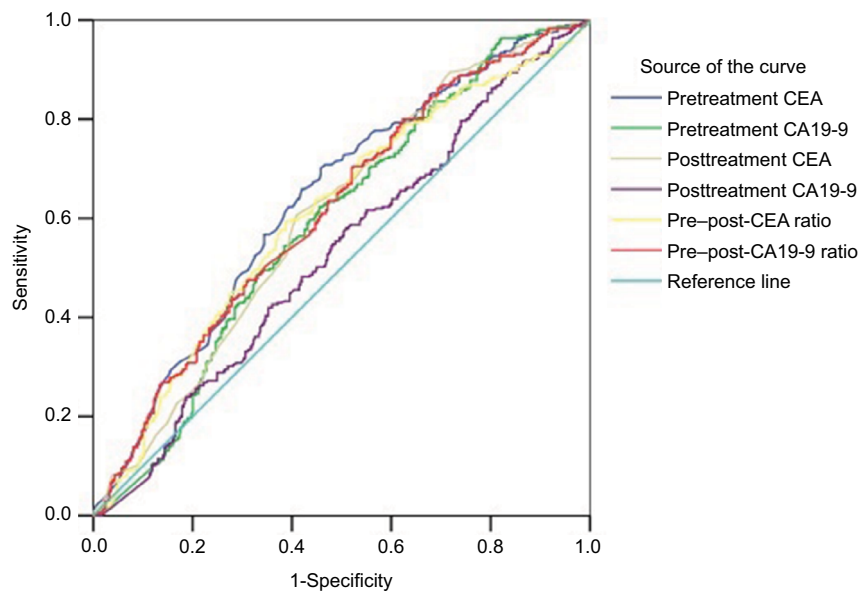 1.0
0.8
0.6
0.4
0.2
0.0
Sensitivity
0.0 0.2 0.4 0.6 0.8 1.0
1-Specificity
Source of the curve
Pretreatment CEA
Pretreatment CA19-9
Posttreatment CEA
Posttreatment CA19-9
Pre–post-CEA ratio
Pre–post-CA19-9 ratio
Reference line